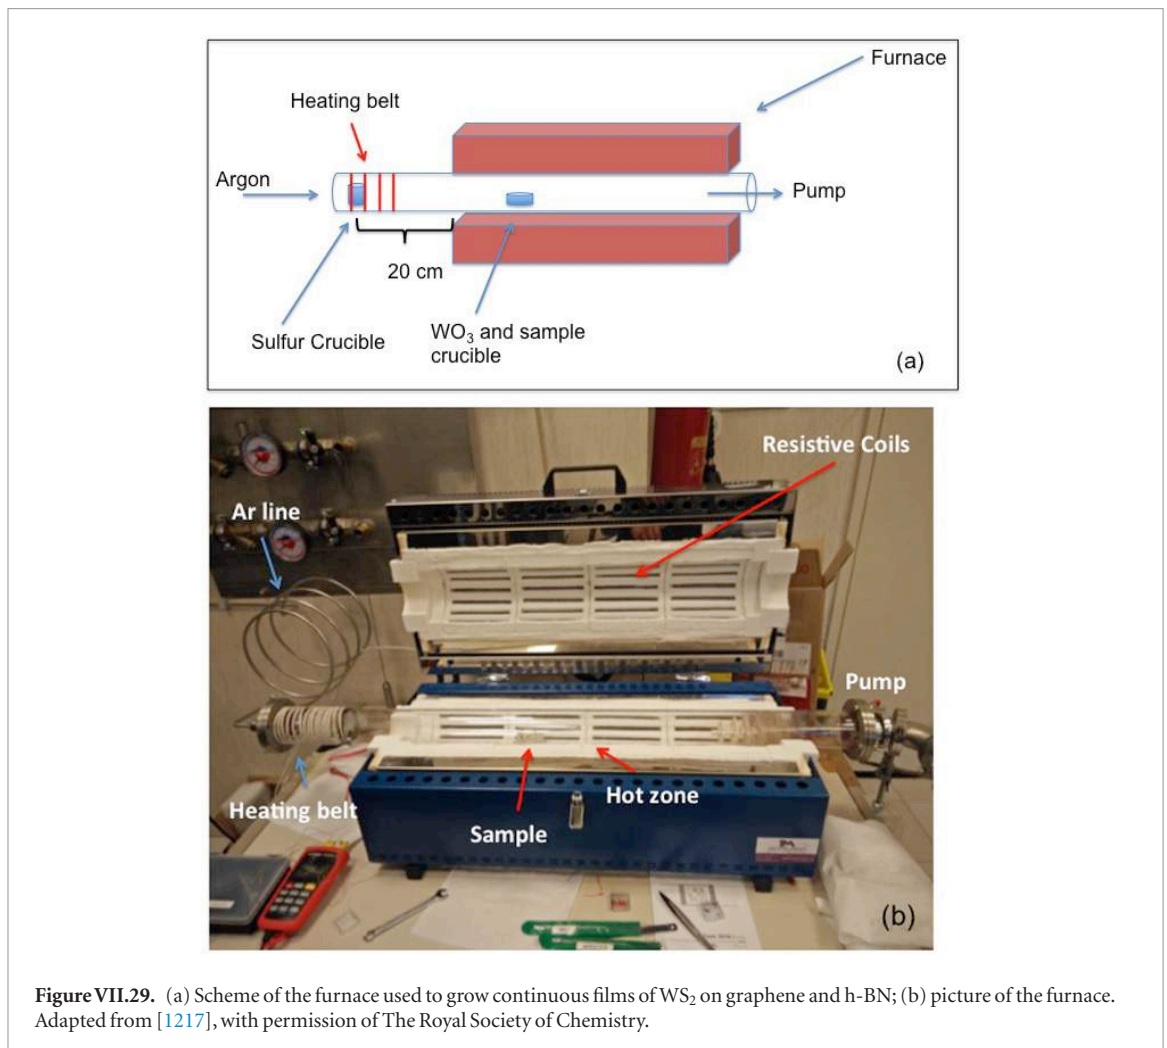 Furnace
Heating belt
Argon
Pump
20 cm
Sulfur Crucible
WO₃ and sample
crucible
(a)
Resistive Coils
Ar line
Pump
Heating belt
Hot zone
Sample
(b)
Figure VII.29. (a) Scheme of the furnace used to grow continuous films of WS₂ on graphene and h-BN; (b) picture of the furnace.
Adapted from [1217], with permission of The Royal Society of Chemistry.